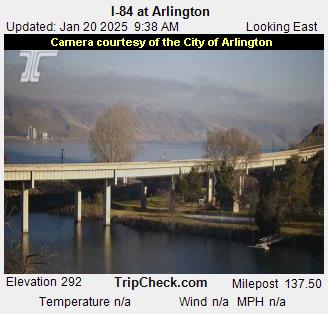 I-84 at Arlington
Updated: Jan 20 2025 9:38 AM Looking East
Camera courtesy of the City of Arlington
Elevation 292 TripCheck.com Milepost 137.50
Temperature n/a Wind n/a MPH n/a